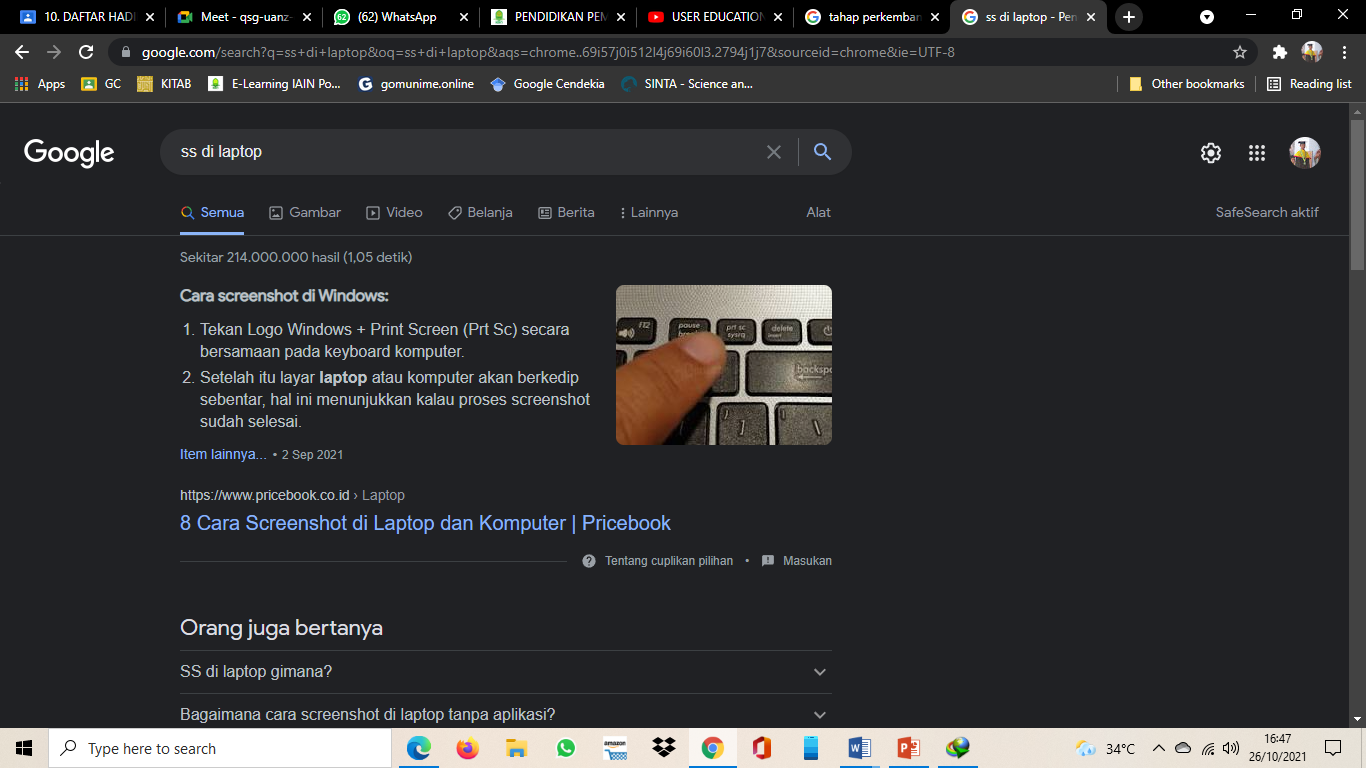 10. DAFTAR HADI
Meet - qsg-uanz-
(62) WhatsApp
PENDIDIKAN PEM
USER EDUCATION
tahap perkemban
ss di laptop - Pen
google.com/search?q=ss+di+laptop&oq=ss+di+laptop&aqs=chrome..69i57j0i512l4j69i60l3.2794j1j7&sourceid=chrome&ie=UTF-8
Apps
GC
KITAB
E-Learning IAIN Po...
gomunime.online
Google Cendekia
SINTA - Science an...
Other bookmarks
Reading list
Google
ss di laptop
Semua
Gambar
Video
Belanja
Berita
Lainnya
Alat
SafeSearch aktif
Sekitar 214.000.000 hasil (1,05 detik)
Cara screenshot di Windows:
1. Tekan Logo Windows + Print Screen (Prt Sc) secara
bersamaan pada keyboard komputer.
2. Setelah itu layar laptop atau komputer akan berkedip
sebentar, hal ini menunjukkan kalau proses screenshot
sudah selesai.
F12
pause
prt sc
sysrq
delete
insert
backspa
Item lainnya... • 2 Sep 2021
https://www.pricebook.co.id › Laptop
8 Cara Screenshot di Laptop dan Komputer | Pricebook
Tentang cuplikan pilihan • Masukan
Orang juga bertanya
SS di laptop gimana?
Bagaimana cara screenshot di laptop tanpa aplikasi?
Type here to search
amazon
34°C
16:47
26/10/2021